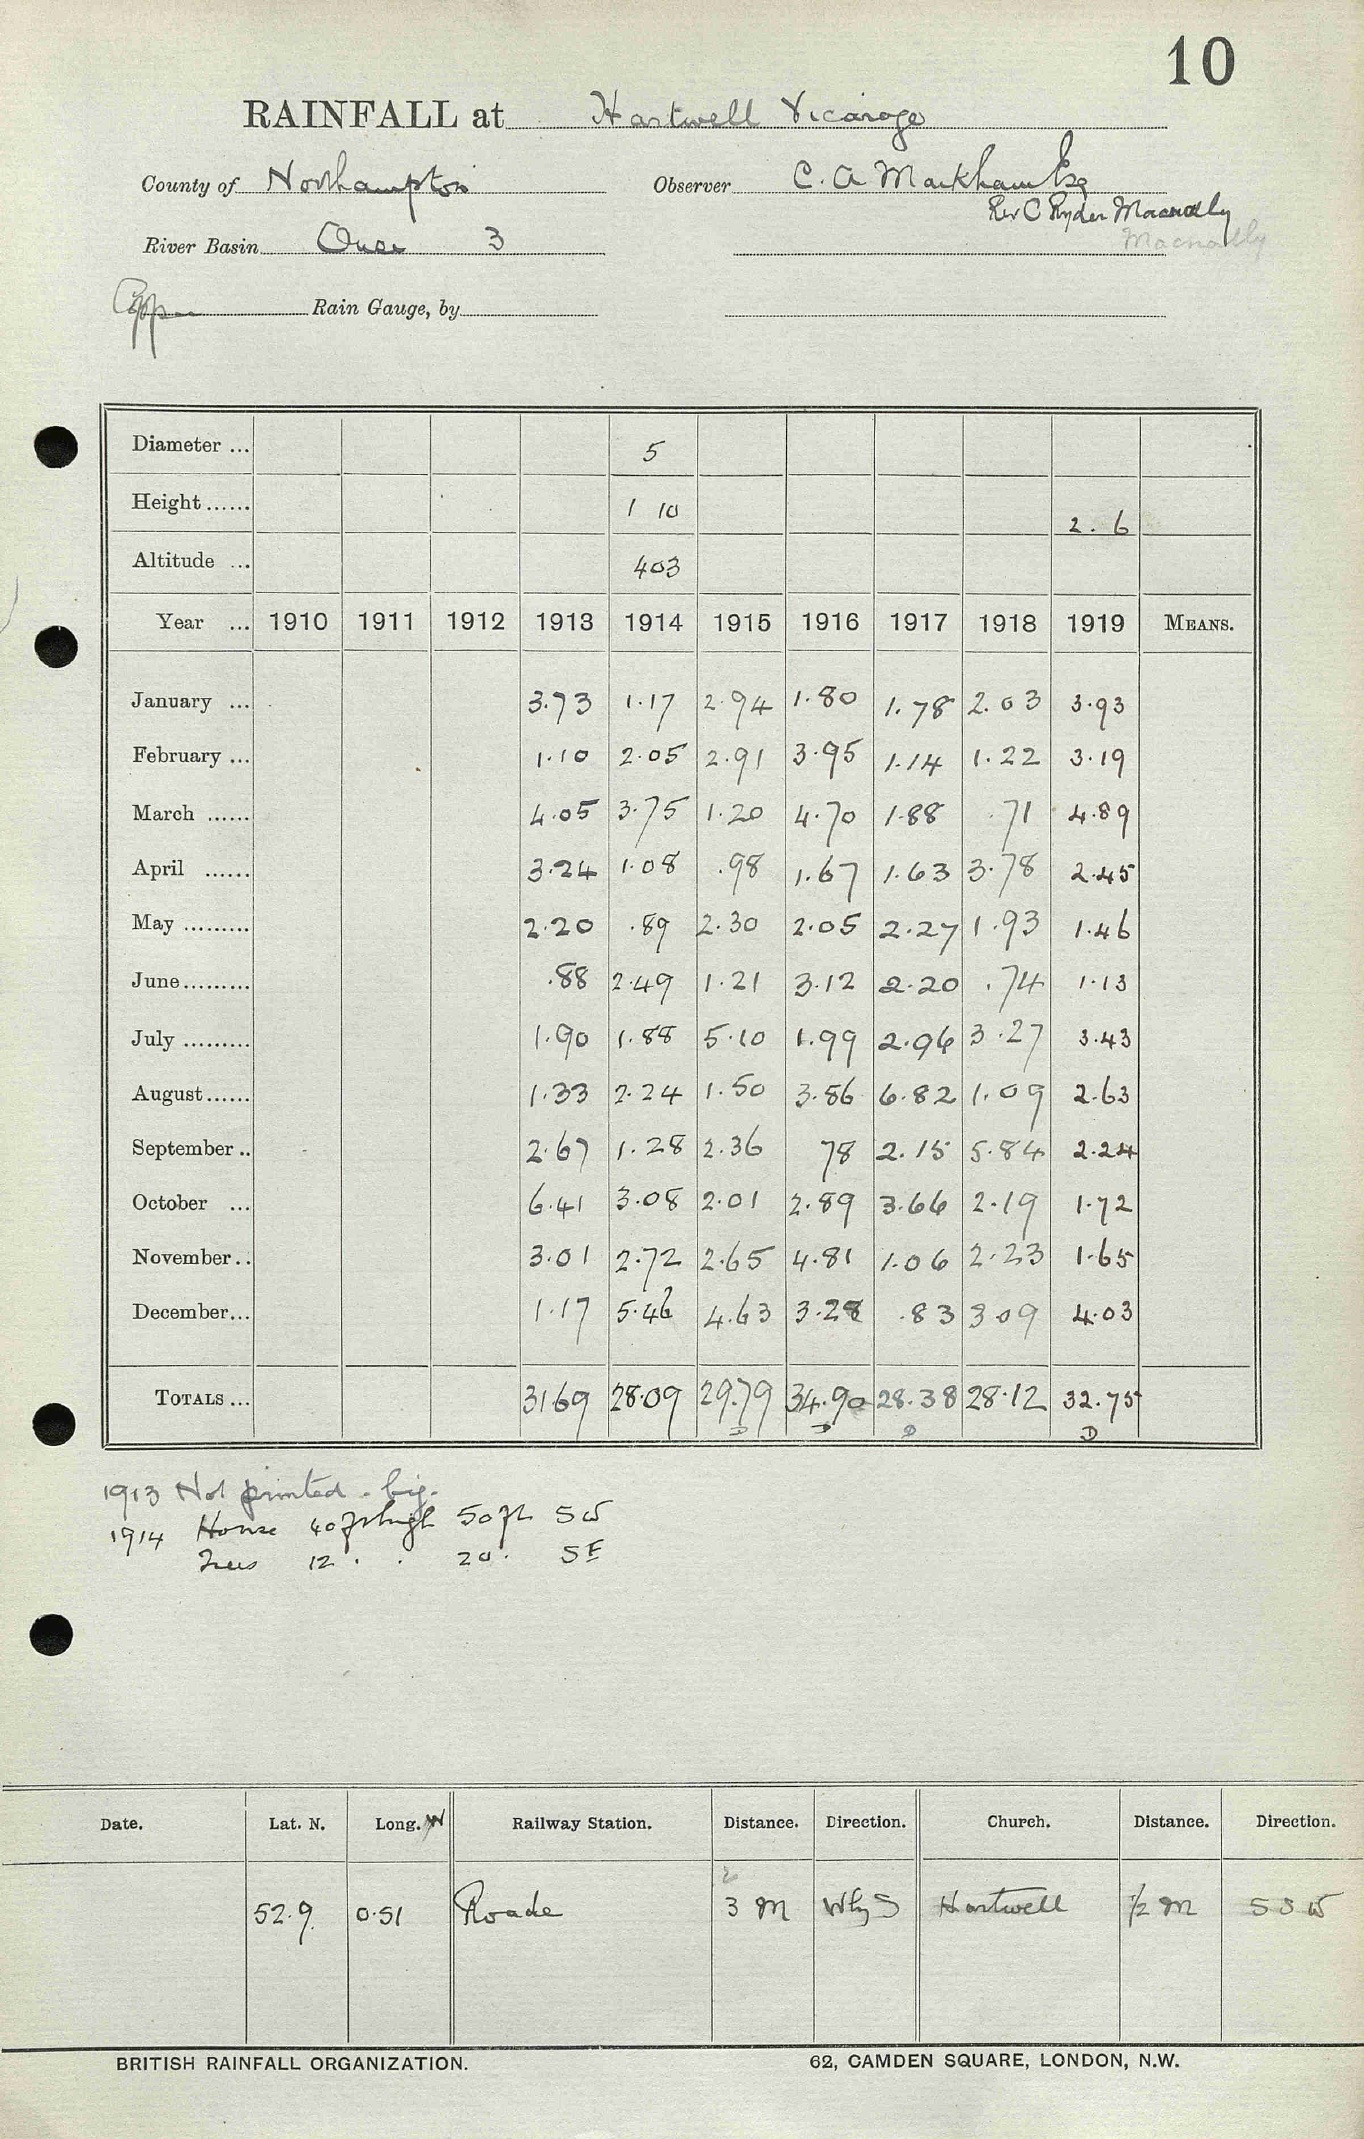 10
RAINFALL at Hartwell Vicarage
County of Northampton Observer C. A Markham Esq
Rev C Ryder Macnally
River Basin Ouse 3 Macnally
Copper Rain Gauge, by
Diameter ... 5
Height ...... 1 10 2. 6
Altitude ... 403
Year ... 1910 1911 1912 1913 1914 1915 1916 1917 1918 1919 MEANS.
January ... 3.73 1.17 2.94 1.80 1.78 2.03 3.93
February ... 1.10 2.05 2.91 3.95 1.14 1.22 3.19
March ...... 4.05 3.75 1.20 4.70 1.88 .71 4.89
April ...... 3.24 1.08 .98 1.67 1.63 3.78 2.45
May ......... 2.20 .89 2.30 2.05 2.27 1.93 1.46
June ......... .88 2.49 1.21 3.12 2.20 .74 1.13
July ......... 1.90 1.88 5.10 1.99 2.96 3.27 3.43
August ...... 1.33 2.24 1.50 3.86 6.82 1.09 2.63
September .. 2.67 1.28 2.36 78 2.15 5.84 2.24
October ... 6.41 3.08 2.01 2.89 3.66 2.19 1.72
November .. 3.01 2.72 2.65 4.81 1.06 2.23 1.65
December ... 1.17 5.46 4.63 3.28 .83 3 09 4.03
TOTALS ... 31 69 28.09 29.79 34.90 28.38 28.12 32.75
D D D D
1913 Not printed. big.
1914 House 40 ft high 50 ft SW
Trees 12 " " 20 " SE
Date. Lat. N. Long. W Railway Station. Distance. Direction. Church. Distance. Direction.
2
52.9 0.51 Roade 3 M W by S Hartwell 1/2 M S S W
BRITISH RAINFALL ORGANIZATION. 62, CAMDEN SQUARE, LONDON, N.W.